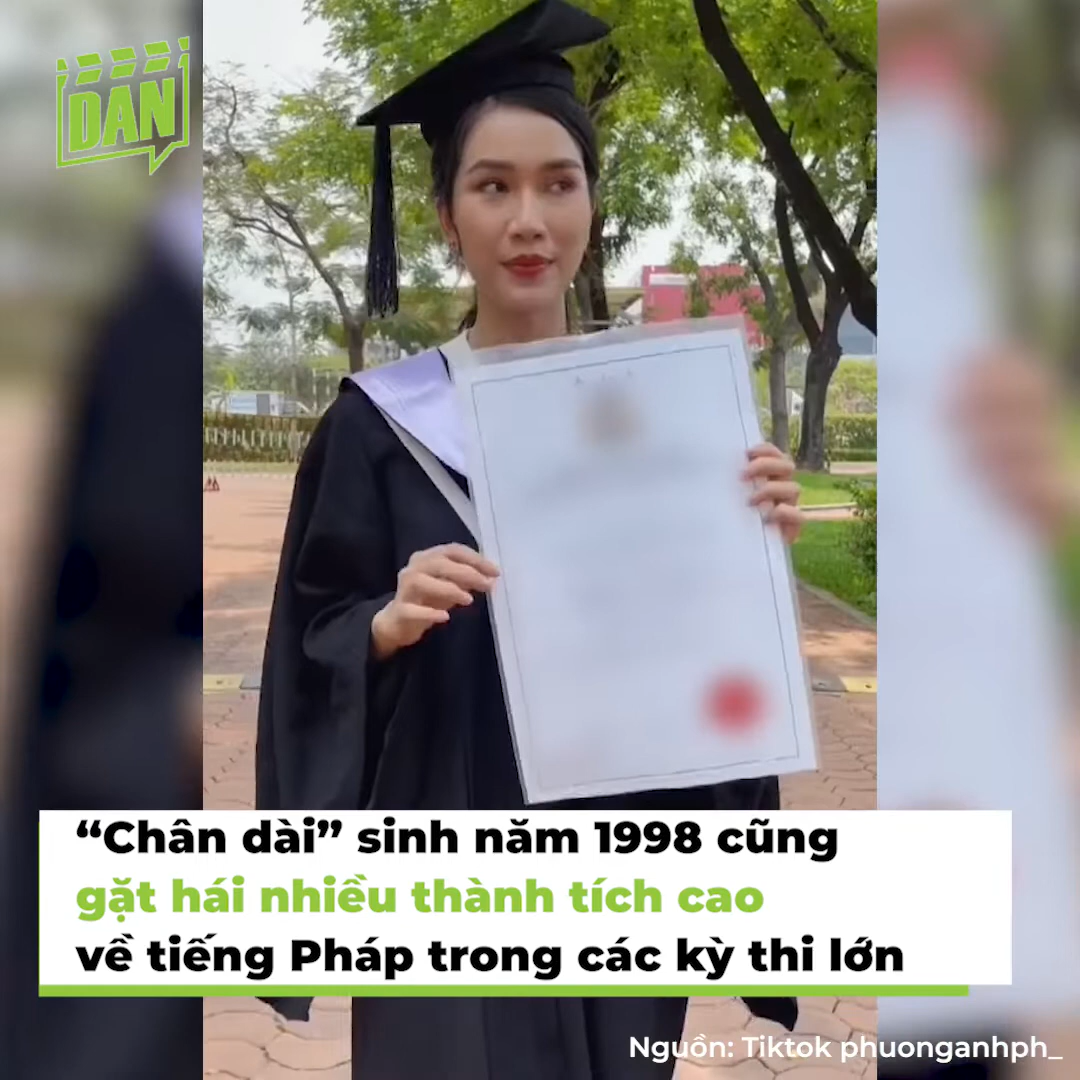 DAN
“Chân dài” sinh năm 1998 cũng
gặt hái nhiều thành tích cao
về tiếng Pháp trong các kỳ thi lớn
Nguồn: Tiktok phuonganhph_